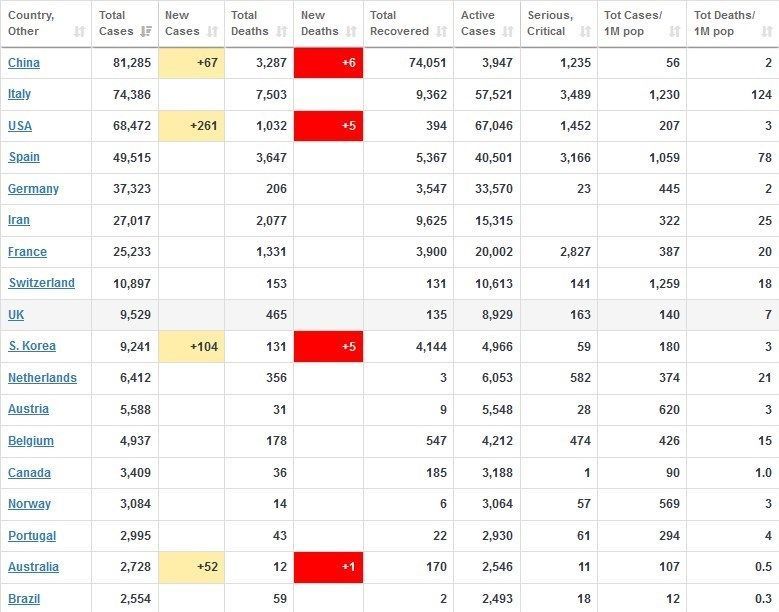 Country, Other Total Cases New Cases Total Deaths New Deaths Total Recovered Active Cases Serious, Critical Tot Cases/ 1M pop Tot Deaths/ 1M pop
China 81,285 +67 3,287 +6 74,051 3,947 1,235 56 2
Italy 74,386 7,503 9,362 57,521 3,489 1,230 124
USA 68,472 +261 1,032 +5 394 67,046 1,452 207 3
Spain 49,515 3,647 5,367 40,501 3,166 1,059 78
Germany 37,323 206 3,547 33,570 23 445 2
Iran 27,017 2,077 9,625 15,315 322 25
France 25,233 1,331 3,900 20,002 2,827 387 20
Switzerland 10,897 153 131 10,613 141 1,259 18
UK 9,529 465 135 8,929 163 140 7
S. Korea 9,241 +104 131 +5 4,144 4,966 59 180 3
Netherlands 6,412 356 3 6,053 582 374 21
Austria 5,588 31 9 5,548 28 620 3
Belgium 4,937 178 547 4,212 474 426 15
Canada 3,409 36 185 3,188 1 90 1.0
Norway 3,084 14 6 3,064 57 569 3
Portugal 2,995 43 22 2,930 61 294 4
Australia 2,728 +52 12 +1 170 2,546 11 107 0.5
Brazil 2,554 59 2 2,493 18 12 0.3